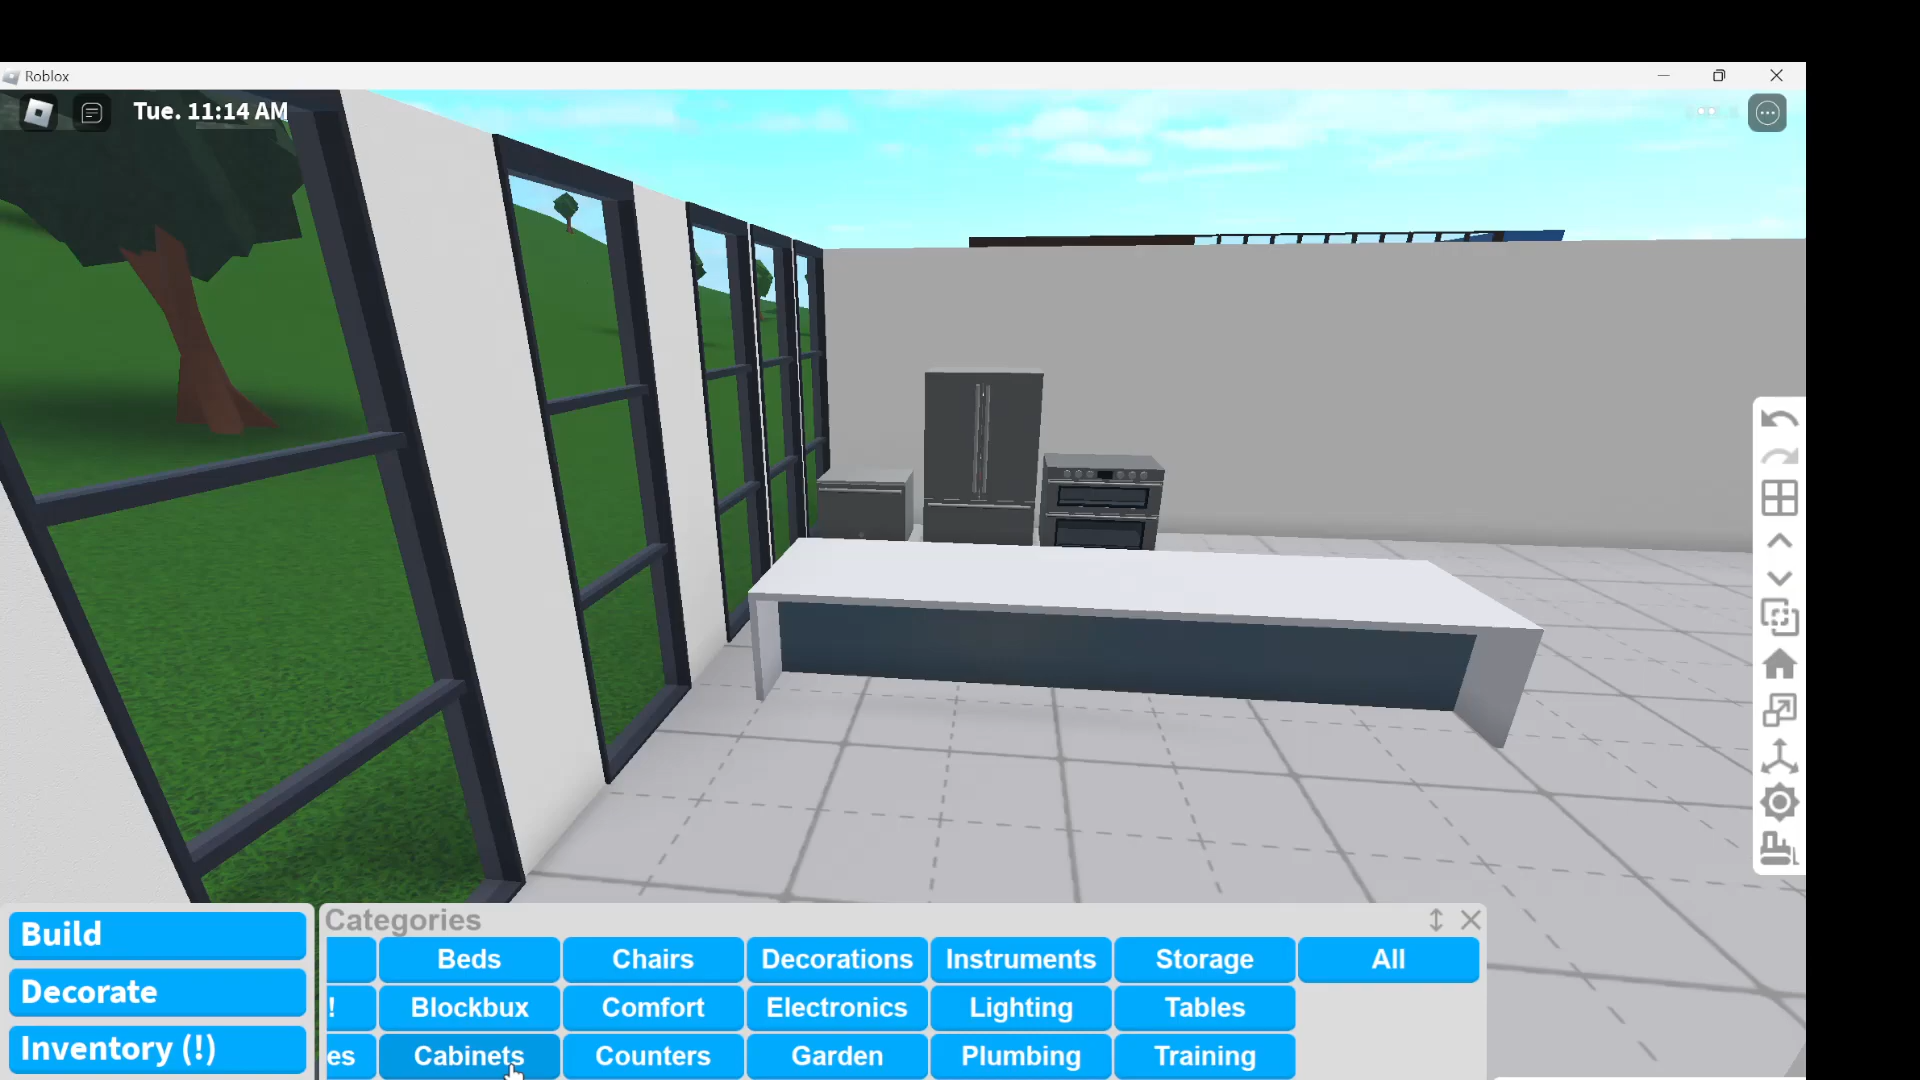 Roblox
Tue. 11:14 AM
Build
Decorate
Inventory (!)
Categories
Beds Chairs Decorations Instruments Storage All
! Blockbux Comfort Electronics Lighting Tables
es Cabinets Counters Garden Plumbing Training